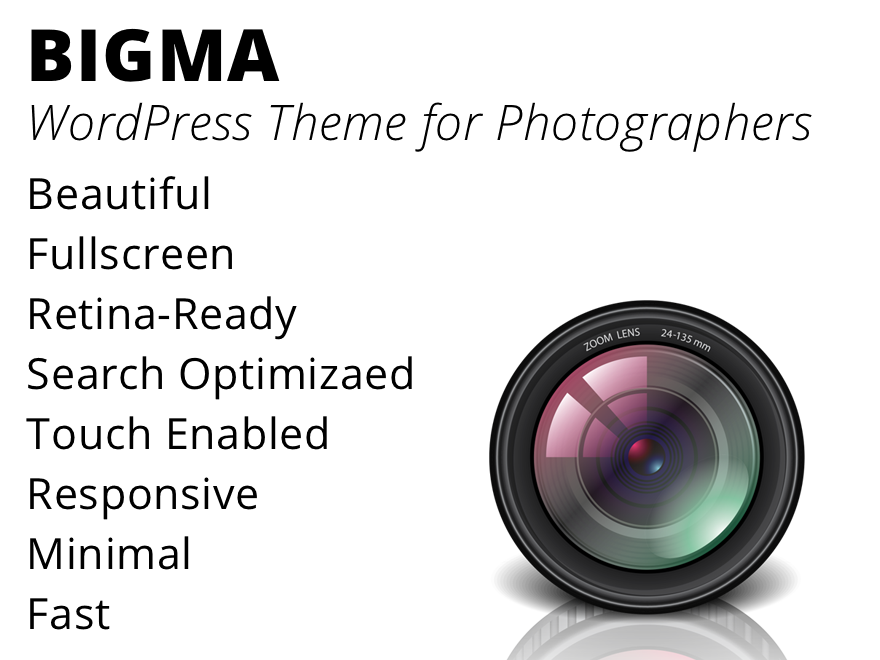 BIGMA
WordPress Theme for Photographers
Beautiful
Fullscreen
Retina-Ready
Search Optimizaed
Touch Enabled
Responsive
Minimal
Fast
ZOOM LENS 24-135 mm